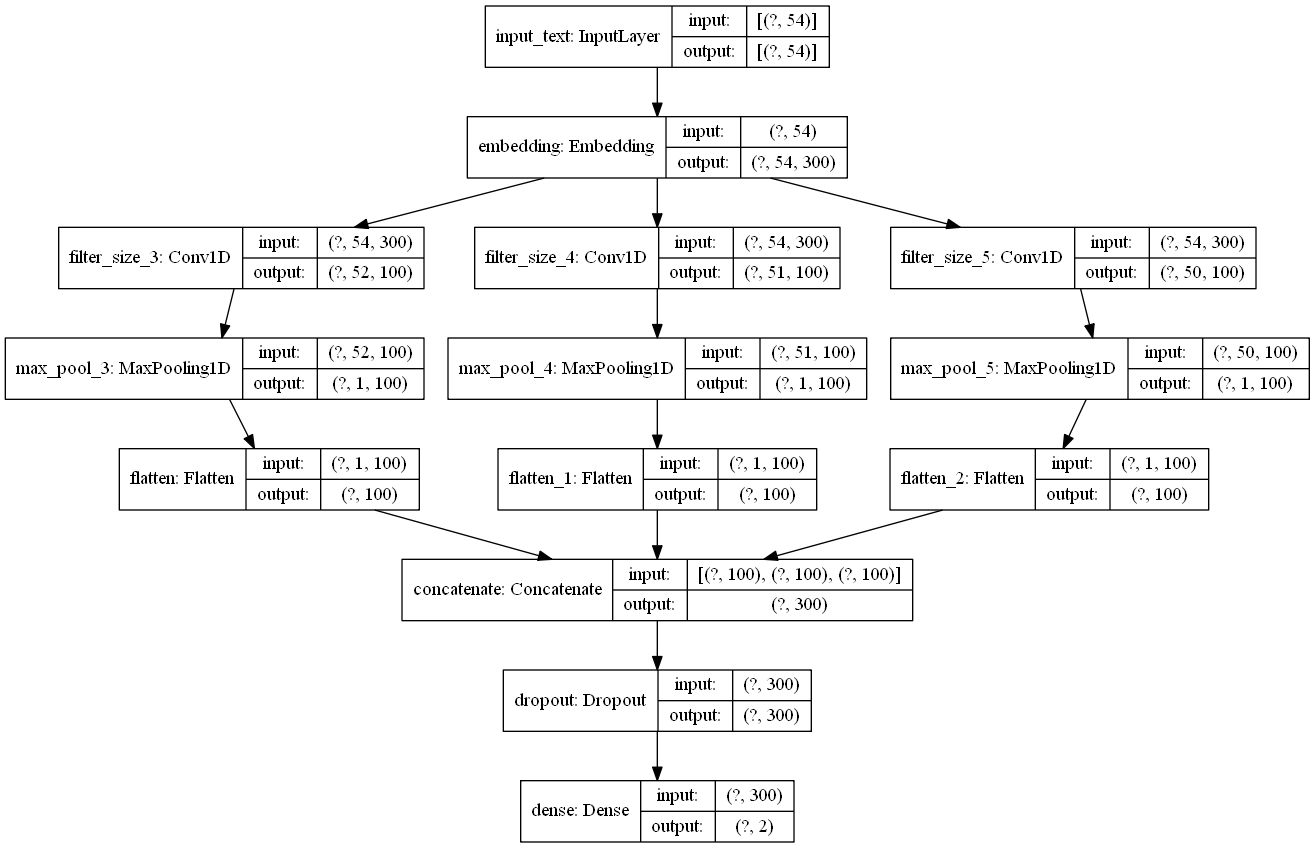 input_text: InputLayer
input: [(?, 54)]
output: [(?, 54)]
embedding: Embedding
input: (?, 54)
output: (?, 54, 300)
filter_size_3: Conv1D
input: (?, 54, 300)
output: (?, 52, 100)
filter_size_4: Conv1D
input: (?, 54, 300)
output: (?, 51, 100)
filter_size_5: Conv1D
input: (?, 54, 300)
output: (?, 50, 100)
max_pool_3: MaxPooling1D
input: (?, 52, 100)
output: (?, 1, 100)
max_pool_4: MaxPooling1D
input: (?, 51, 100)
output: (?, 1, 100)
max_pool_5: MaxPooling1D
input: (?, 50, 100)
output: (?, 1, 100)
flatten: Flatten
input: (?, 1, 100)
output: (?, 100)
flatten_1: Flatten
input: (?, 1, 100)
output: (?, 100)
flatten_2: Flatten
input: (?, 1, 100)
output: (?, 100)
concatenate: Concatenate
input: [(?, 100), (?, 100), (?, 100)]
output: (?, 300)
dropout: Dropout
input: (?, 300)
output: (?, 300)
dense: Dense
input: (?, 300)
output: (?, 2)